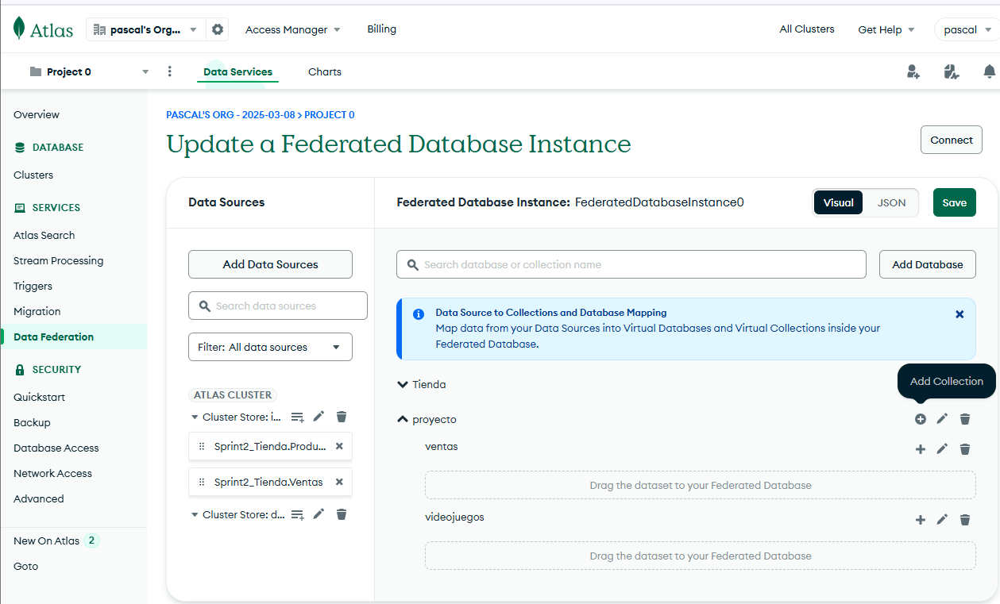 Atlas
pascal's Org...
Access Manager
Billing
All Clusters
Get Help
pascal
Project 0
Data Services
Charts
Overview
DATABASE
Clusters
SERVICES
Atlas Search
Stream Processing
Triggers
Migration
Data Federation
SECURITY
Quickstart
Backup
Database Access
Network Access
Advanced
New On Atlas 2
Goto
PASCAL'S ORG - 2025-03-08 > PROJECT 0
Update a Federated Database Instance
Connect
Data Sources
Add Data Sources
Search data sources
Filter: All data sources
ATLAS CLUSTER
Cluster Store: i...
Sprint2_Tienda.Produ...
Sprint2_Tienda.Ventas
Cluster Store: d...
Federated Database Instance: FederatedDatabaseInstance0
Visual
JSON
Save
Search database or collection name
Add Database
Data Source to Collections and Database Mapping
Map data from your Data Sources into Virtual Databases and Virtual Collections inside your
Federated Database.
Tienda
Add Collection
proyecto
ventas
Drag the dataset to your Federated Database
videojuegos
Drag the dataset to your Federated Database